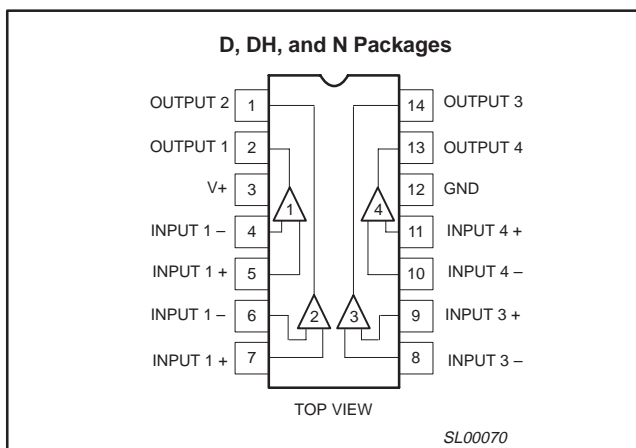 D, DH, and N Packages
OUTPUT 2 1 14 OUTPUT 3
OUTPUT 1 2 13 OUTPUT 4
V+ 3 12 GND
1 4
INPUT 1 – 4 11 INPUT 4 +
INPUT 1 + 5 10 INPUT 4 –
INPUT 1 – 6 2 3 9 INPUT 3 +
INPUT 1 + 7 8 INPUT 3 –
TOP VIEW
SL00070